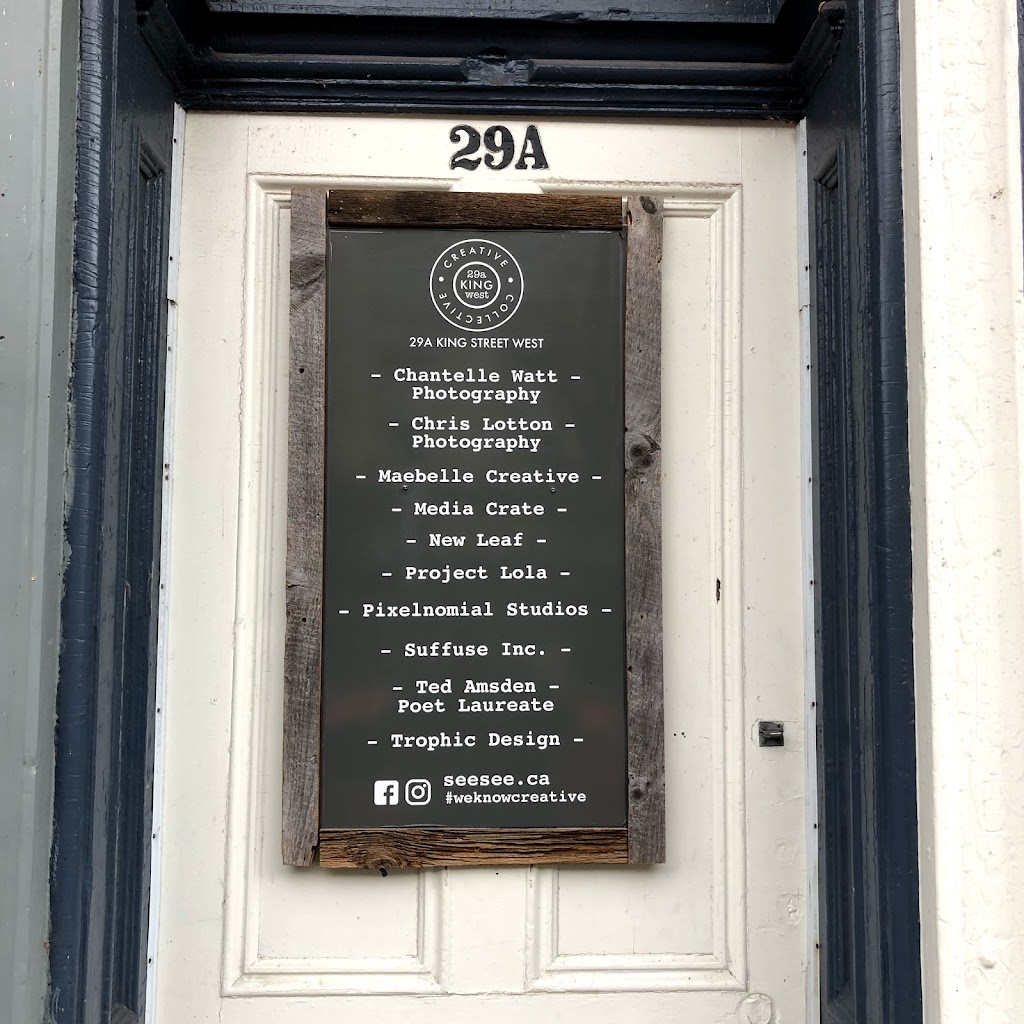 29A
CREATIVE
29a
KING
west
COLLECTIVE
29A KING STREET WEST
- Chantelle Watt -
Photography
- Chris Lotton -
Photography
- Maebelle Creative -
- Media Crate -
- New Leaf -
- Project Lola -
- Pixelnomial Studios -
- Suffuse Inc. -
- Ted Amsden -
Poet Laureate
- Trophic Design -
seesee.ca
#weknowcreative